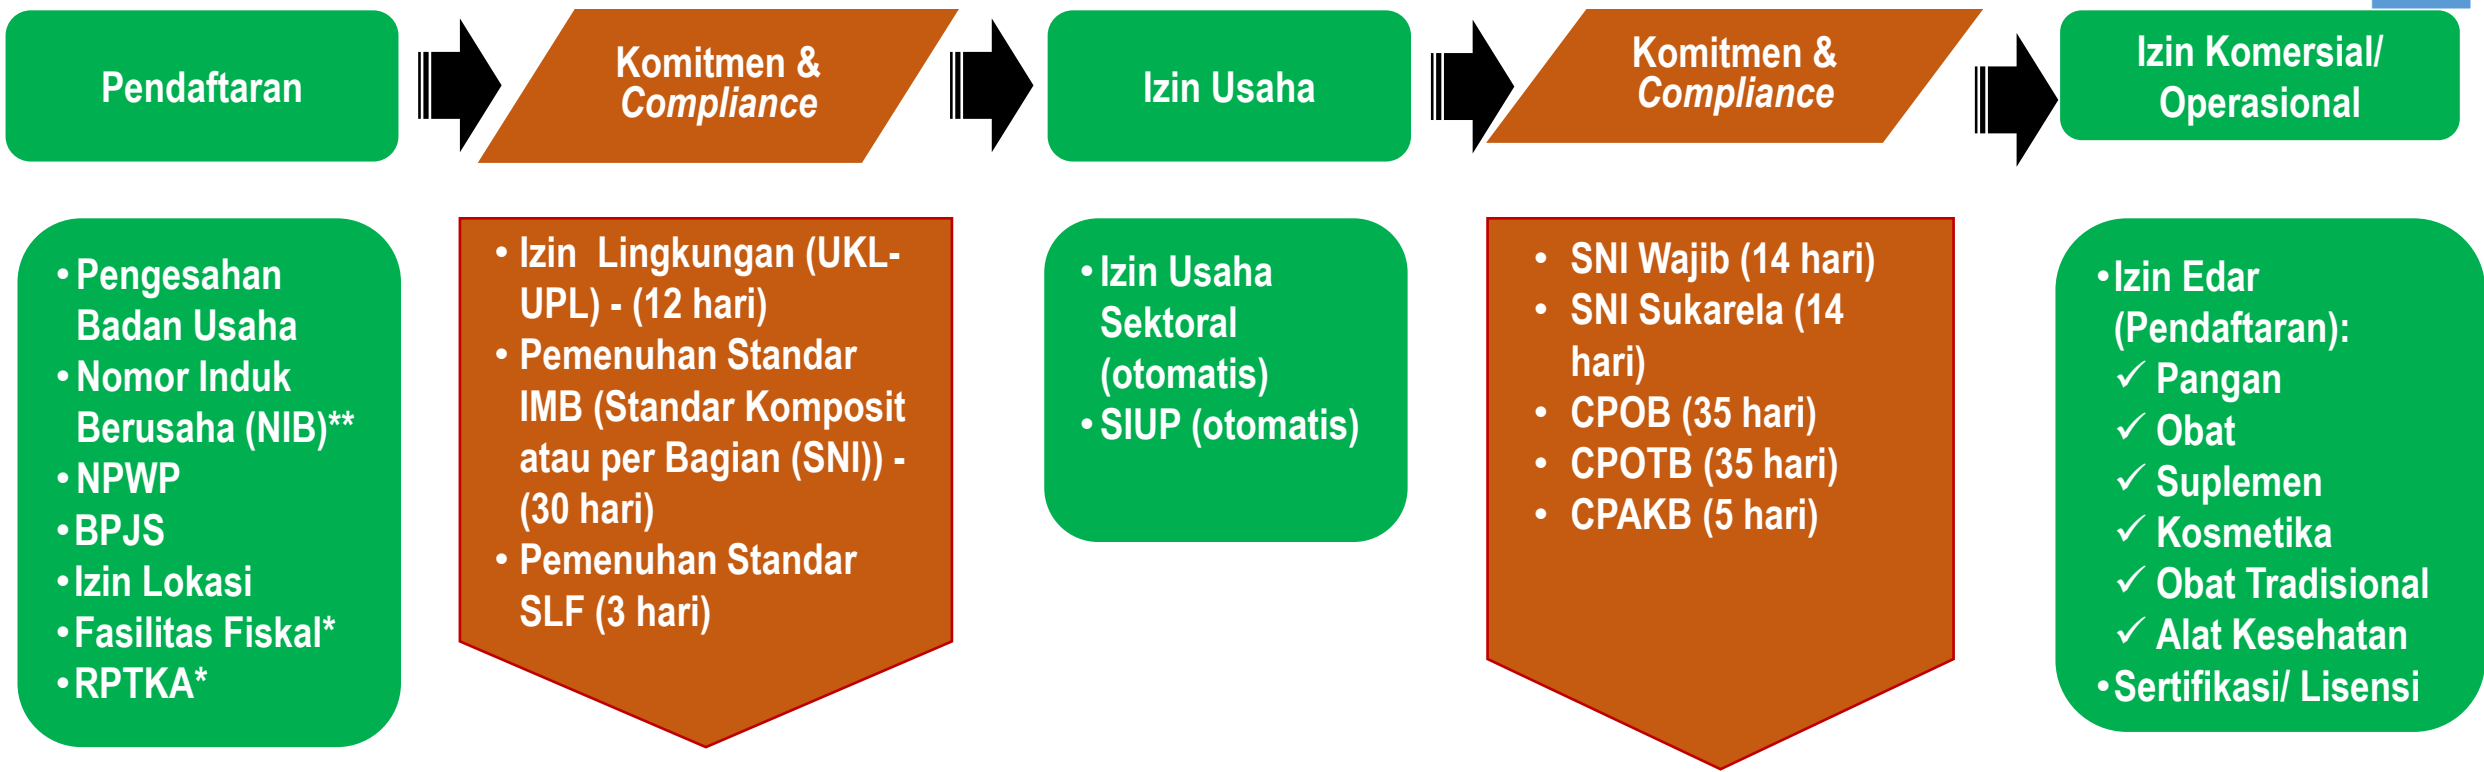 Pendaftaran
Komitmen &
Compliance
Izin Usaha
Komitmen &
Compliance
Izin Komersial/
Operasional
• Pengesahan
Badan Usaha
• Nomor Induk
Berusaha (NIB)**
• NPWP
• BPJS
• Izin Lokasi
• Fasilitas Fiskal*
• RPTKA*
• Izin Lingkungan (UKL-
UPL) - (12 hari)
• Pemenuhan Standar
IMB (Standar Komposit
atau per Bagian (SNI)) -
(30 hari)
• Pemenuhan Standar
SLF (3 hari)
• Izin Usaha
Sektoral
(otomatis)
• SIUP (otomatis)
• SNI Wajib (14 hari)
• SNI Sukarela (14
hari)
• CPOB (35 hari)
• CPOTB (35 hari)
• CPAKB (5 hari)
• Izin Edar
(Pendaftaran):
✓ Pangan
✓ Obat
✓ Suplemen
✓ Kosmetika
✓ Obat Tradisional
✓ Alat Kesehatan
• Sertifikasi/ Lisensi